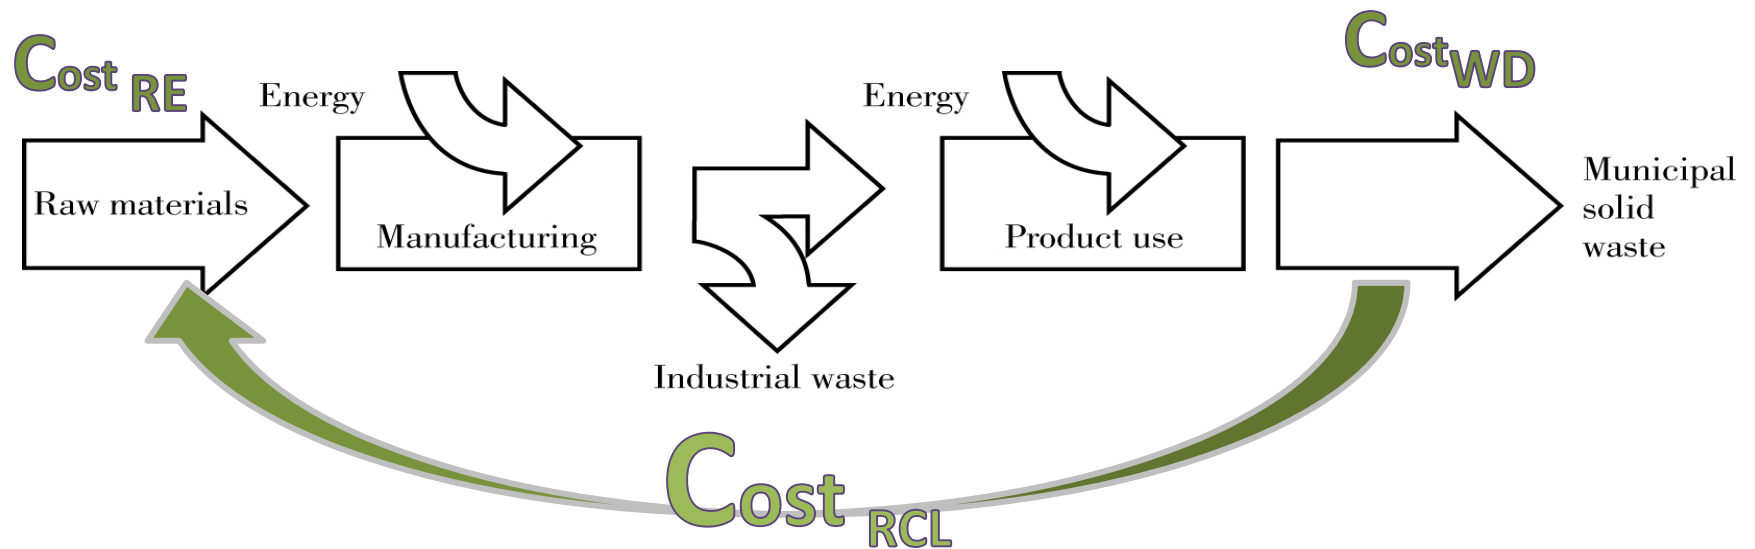 Cost RE
Energy
Raw materials
Manufacturing
Industrial waste
Energy
Product use
Cost WD
Municipal
solid
waste
Cost RCL